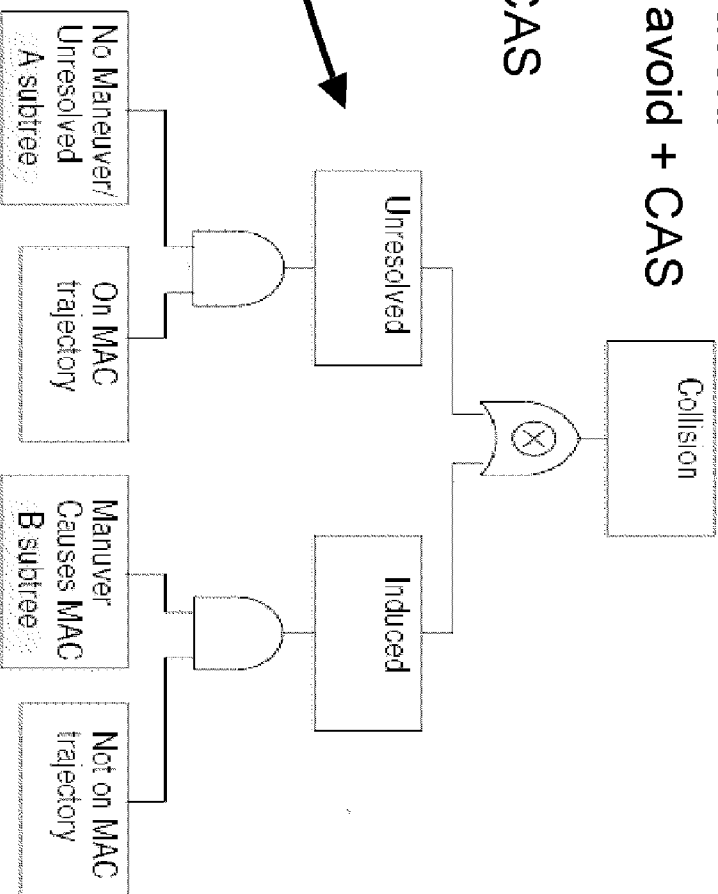 avoid + CAS
CAS
Collision
Unresolved
Induced
No Maneuver/
Unresolved
A subtree
On MAC
trajectory
Manuver
Causes MAC
B subtree
Not on MAC
trajectory